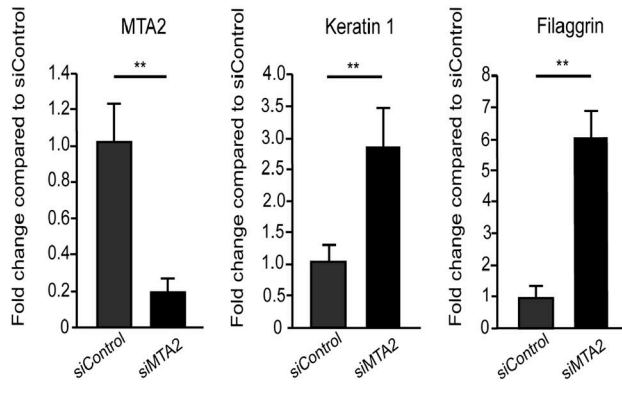 MTA2
Fold change compared to siControl
1.4
1.2
1.0
0.8
0.6
0.4
0.2
0
**
siControl
siMTA2
Keratin 1
Fold change compared to siControl
4.0
3.5
3.0
2.5
2.0
1.5
1.0
0.5
0
**
siControl
siMTA2
Filaggrin
Fold change compared to siControl
8
7
6
5
4
3
2
1
0
**
siControl
siMTA2